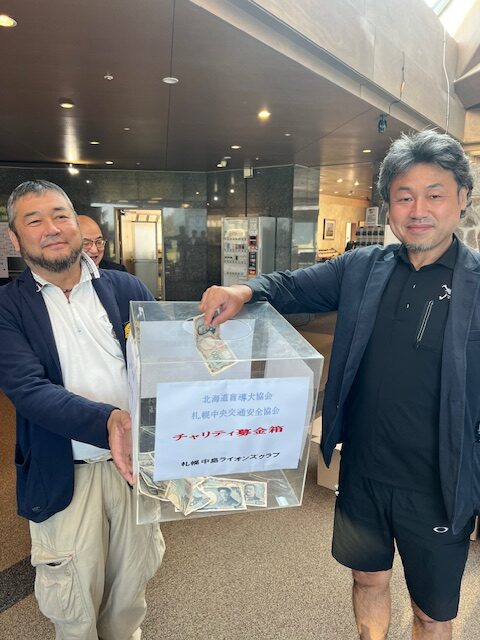 北海道盲導犬協会
札幌中央交通安全協会
チャリティ募金箱
札幌中島ライオンズクラブ